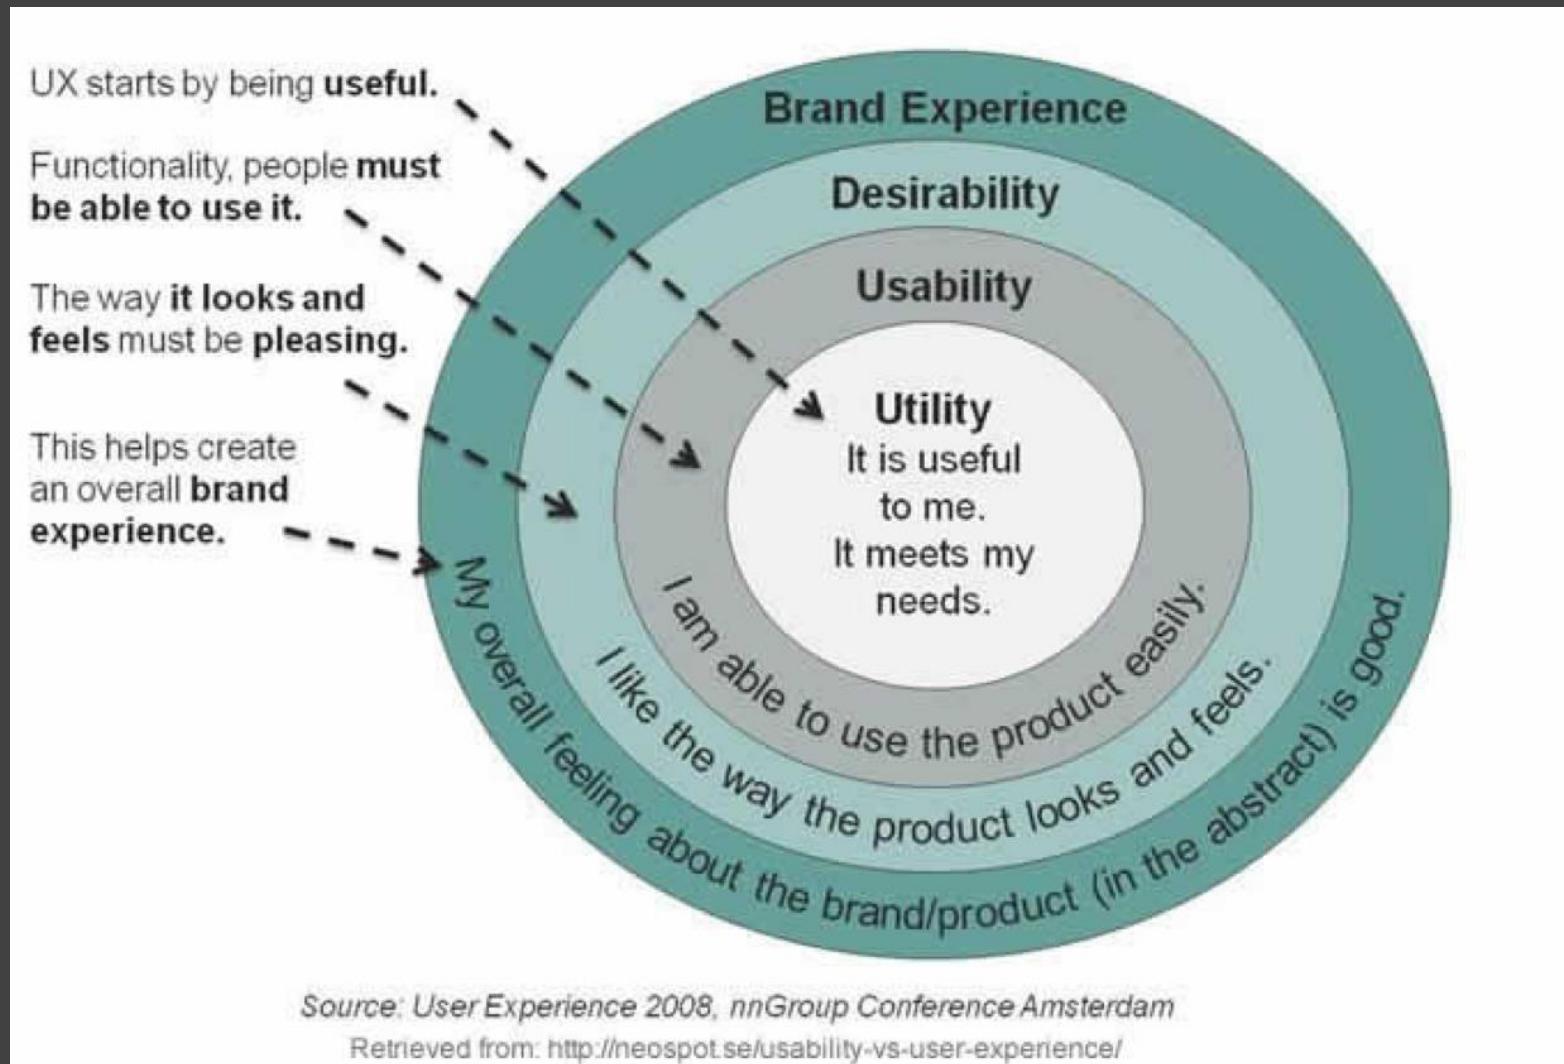 UX starts by being useful.
Functionality, people must
be able to use it.
The way it looks and
feels must be pleasing.
This helps create
an overall brand
experience.
Brand Experience
Desirability
Usability
Utility
It is useful
to me.
It meets my
needs.
I am able to use the product easily.
I like the way the product looks and feels.
My overall feeling about the brand/product (in the abstract) is good.
Source: User Experience 2008, nnGroup Conference Amsterdam
Retrieved from: http://neospot.se/usability-vs-user-experience/